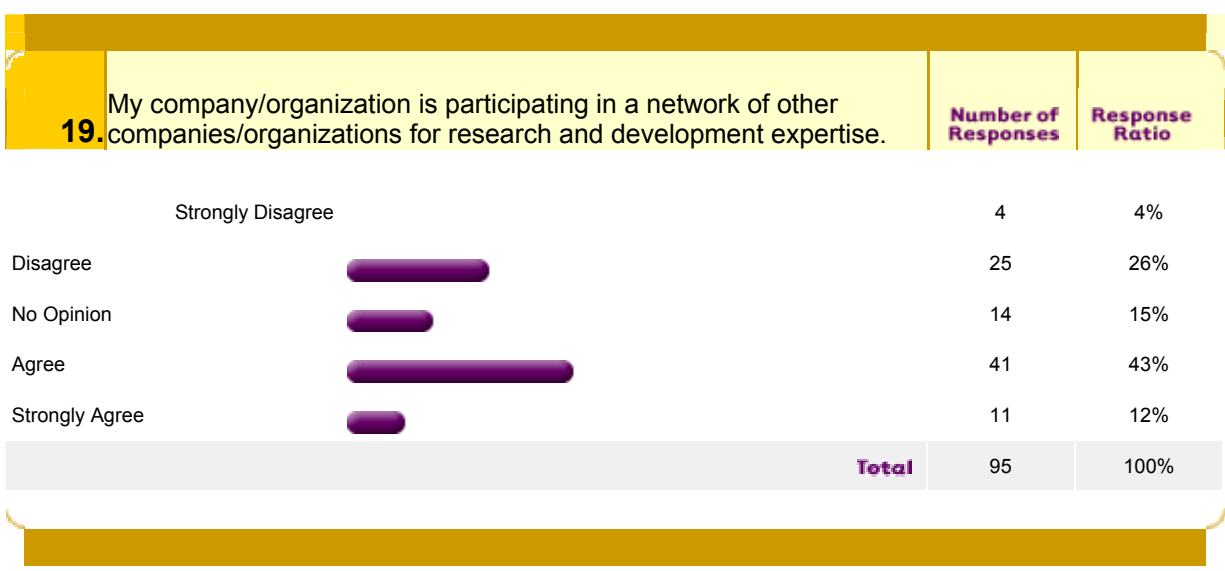 My company/organization is participating in a network of other
19. companies/organizations for research and development expertise.
Number of Responses
Response Ratio
Strongly Disagree 4 4%
Disagree 25 26%
No Opinion 14 15%
Agree 41 43%
Strongly Agree 11 12%
Total 95 100%